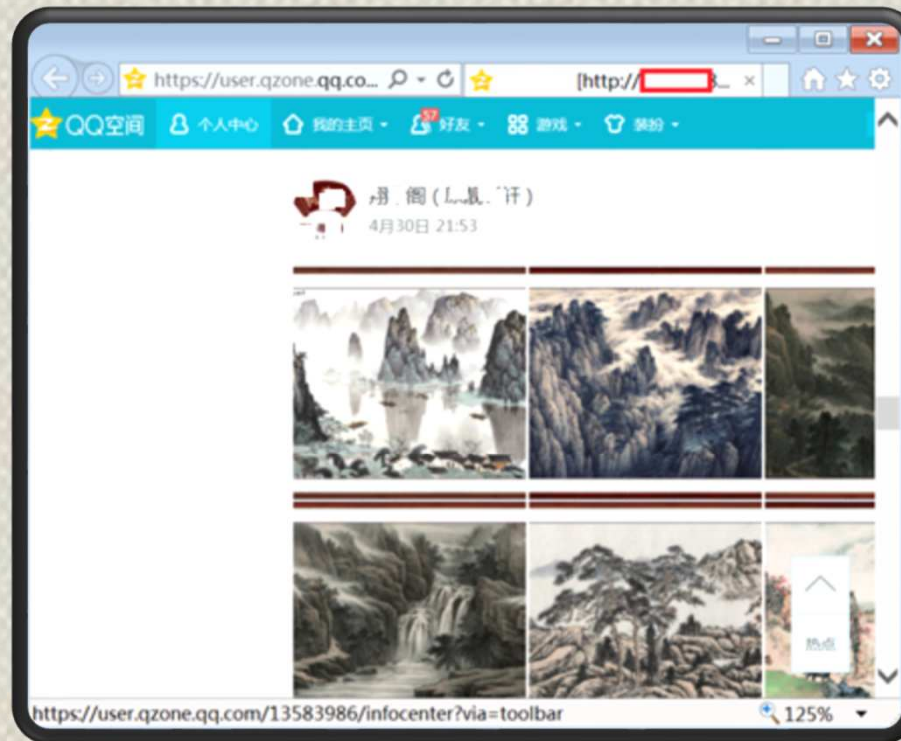 https://user.qzone.qq.co...
[http://
QQ空间 个人中心 我的主页 57 好友 游戏 装扮
阁 (
4月30日 21:53
热点
https://user.qzone.qq.com/13583986/infocenter?via=toolbar
125%